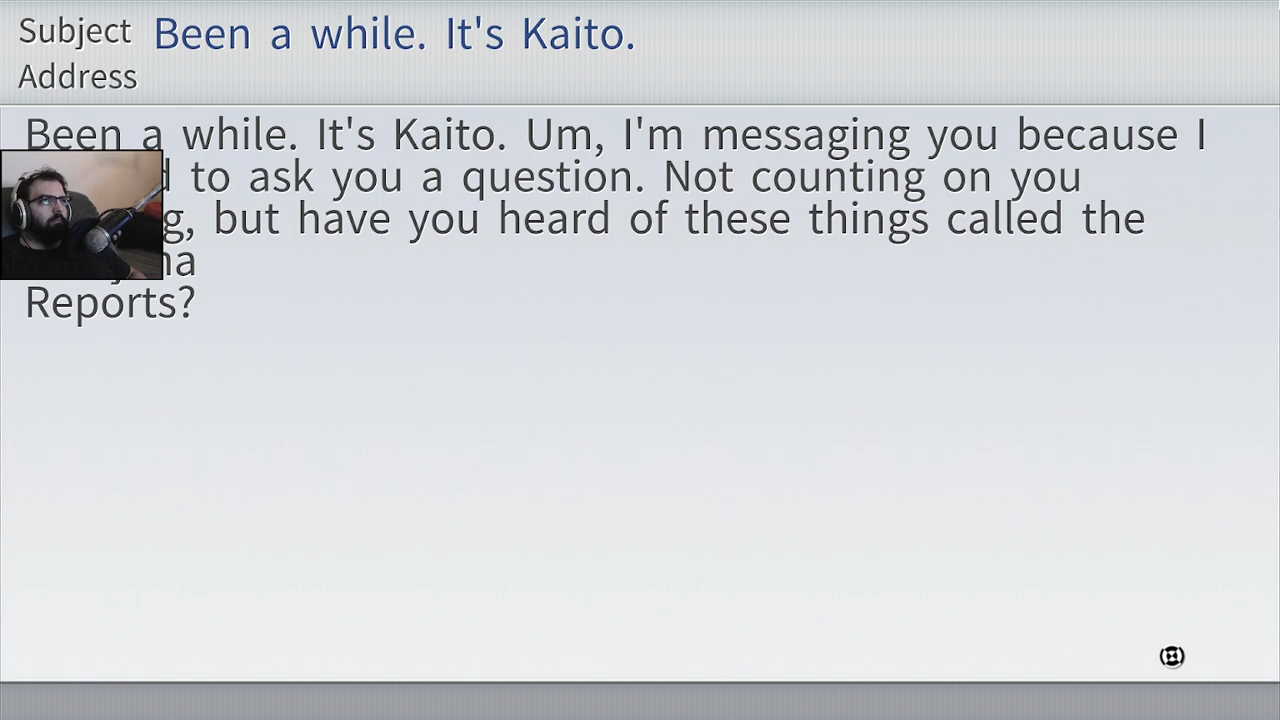 Subject Been a while. It's Kaito.
Address
Been a while. It's Kaito. Um, I'm messaging you because I
to ask you a question. Not counting on you
but have you heard of these things called the
Reports?